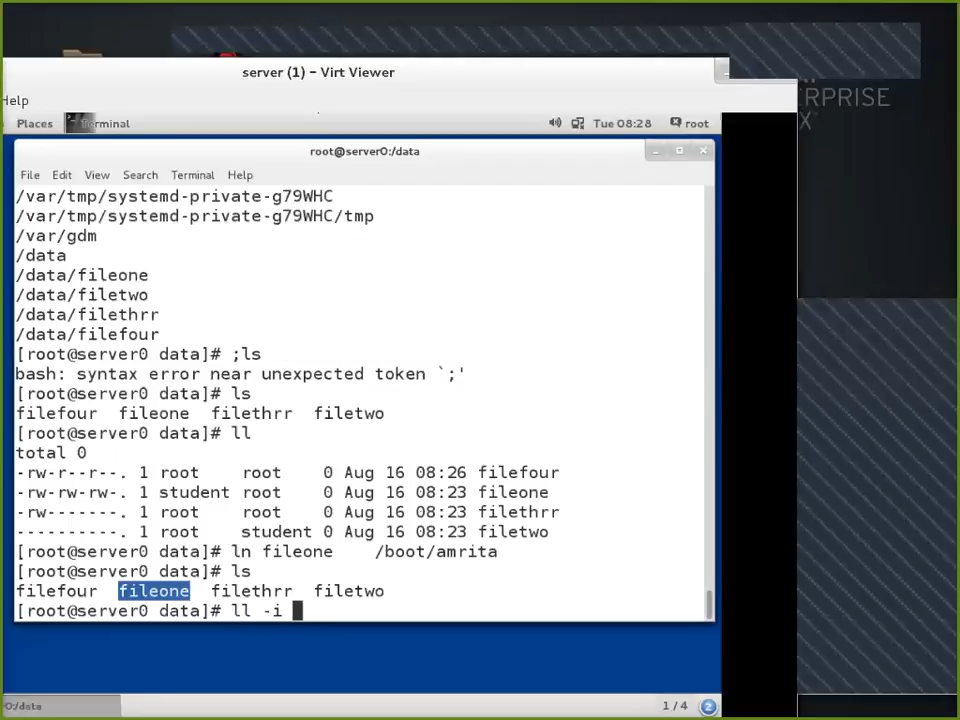 ERPRISE
X
server (1) – Virt Viewer
Help
Places Terminal Tue 08:28 root
root@server0:/data
File Edit View Search Terminal Help
/var/tmp/systemd-private-g79WHC
/var/tmp/systemd-private-g79WHC/tmp
/var/gdm
/data
/data/fileone
/data/filetwo
/data/filethrr
/data/filefour
[root@server0 data]# ;ls
bash: syntax error near unexpected token `;'
[root@server0 data]# ls
filefour fileone filethrr filetwo
[root@server0 data]# ll
total 0
-rw-r--r--. 1 root root 0 Aug 16 08:26 filefour
-rw-rw-rw-. 1 student root 0 Aug 16 08:23 fileone
-rw-------. 1 root root 0 Aug 16 08:23 filethrr
----------. 1 root student 0 Aug 16 08:23 filetwo
[root@server0 data]# ln fileone /boot/amrita
[root@server0 data]# ls
filefour fileone filethrr filetwo
[root@server0 data]# ll -i
0:/data 1 / 4 2